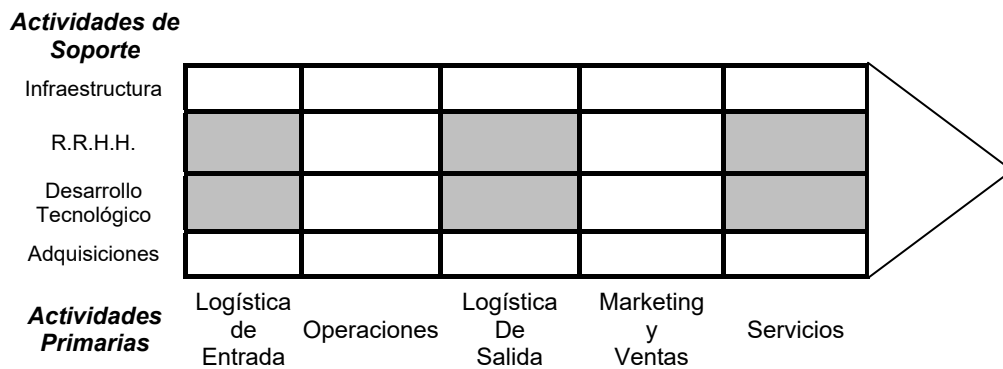 Actividades de
Soporte
Infraestructura
R.R.H.H.
Desarrollo
Tecnológico
Adquisiciones
Actividades
Primarias
Logística
de
Entrada
Operaciones
Logística
De
Salida
Marketing
y
Ventas
Servicios